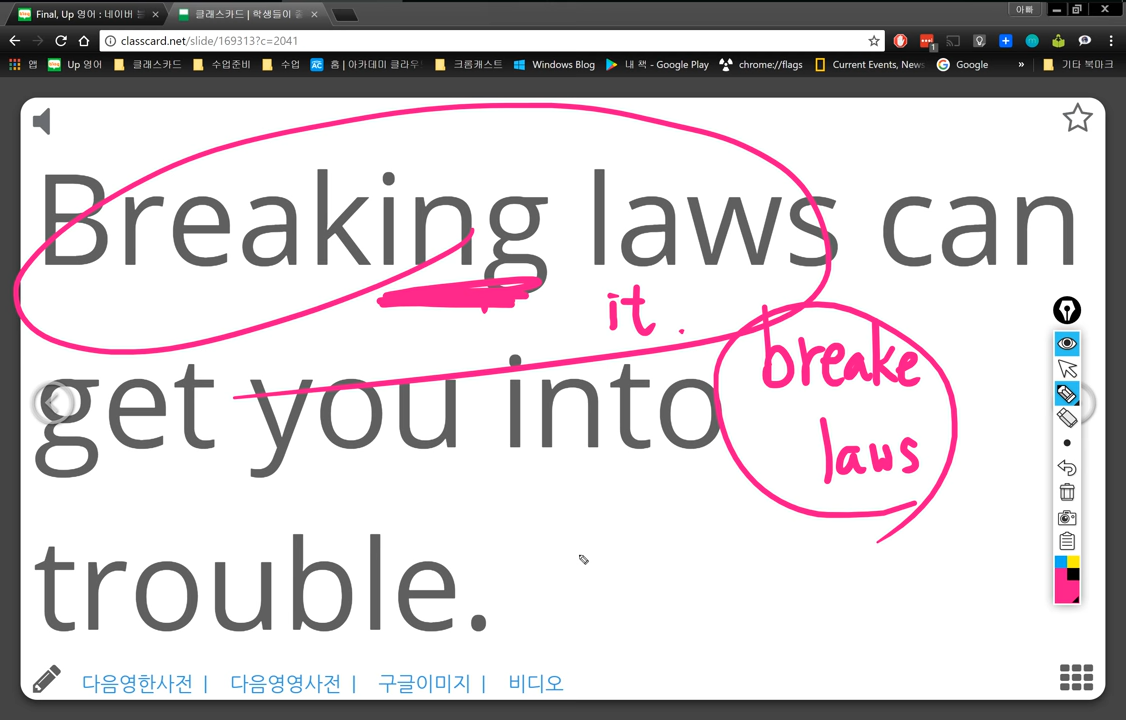 Final, Up 영어 : 네이버 블
클래스카드 | 학생들이 좋
아빠
classcard.net/slide/169313?c=2041
1
앱
Up 영어
클래스카드
수업준비
수업
홈 | 아카데미 클라우
크롬캐스트
Windows Blog
내 책 - Google Play
chrome://flags
Current Events, News
Google
»
기타 북마크
Breaking laws can
it.
get you into
breake
laws
trouble.
다음영한사전 | 다음영영사전 | 구글이미지 | 비디오